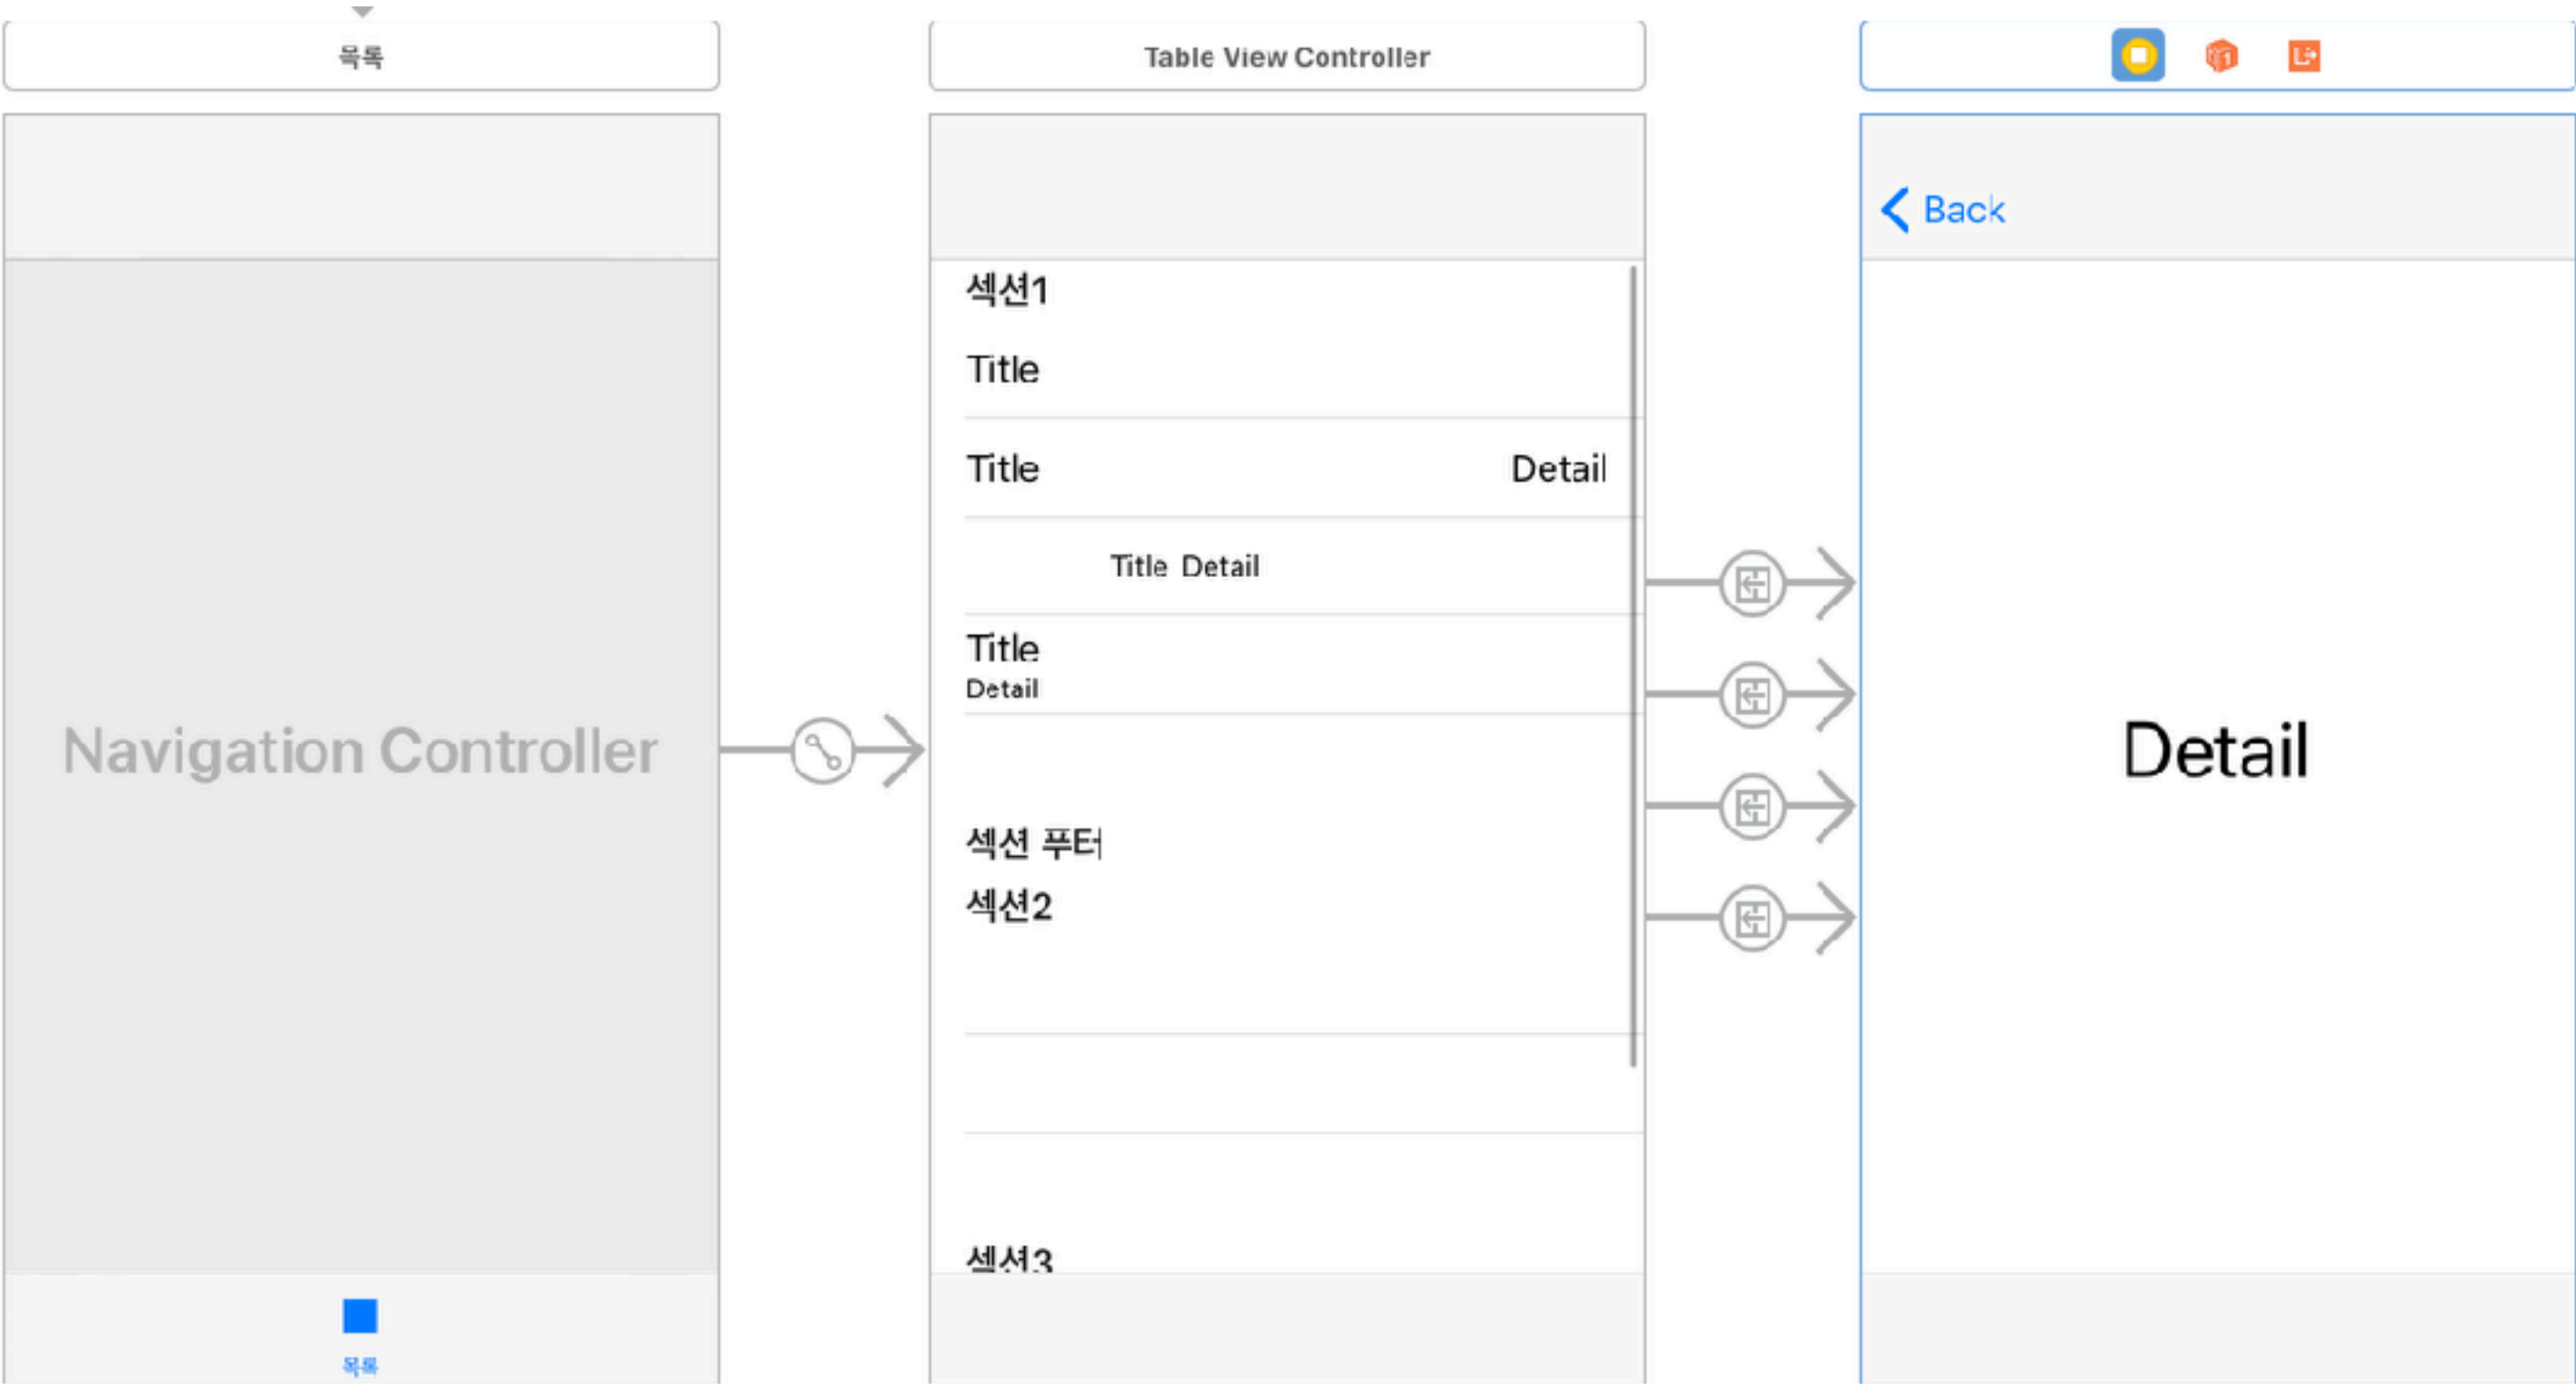 목록
Navigation Controller
목록
Table View Controller
섹션1
Title
Title Detail
Title Detail
Title
Detail
섹션 푸터
섹션2
섹션3
Back
Detail